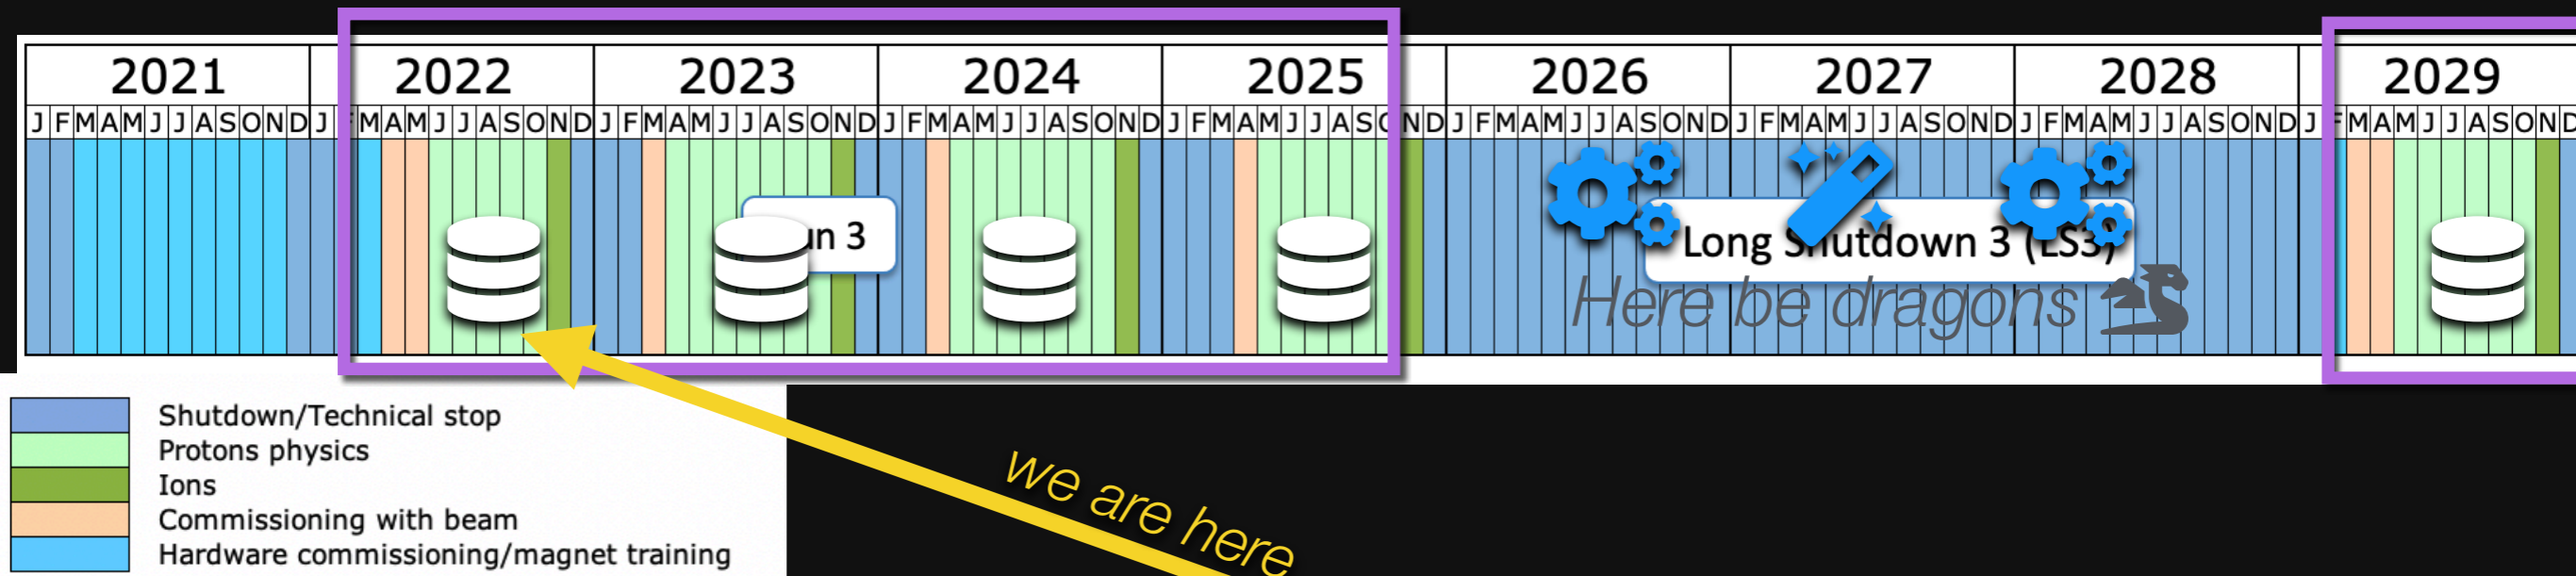 2021 2022 2023 2024 2025 2026 2027 2028 2029
J F M A M J J A S O N D J F M A M J J A S O N D J F M A M J J A S O N D J F M A M J J A S O N D J F M A M J J A S O N D J F M A M J J A S O N D J F M A M J J A S O N D J F M A M J J A S O N D J F M A M J J A S O N D
un 3
Long Shutdown 3 (LS3)
Here be dragons
Shutdown/Technical stop
Protons physics
Ions
Commissioning with beam
Hardware commissioning/magnet training
we are here